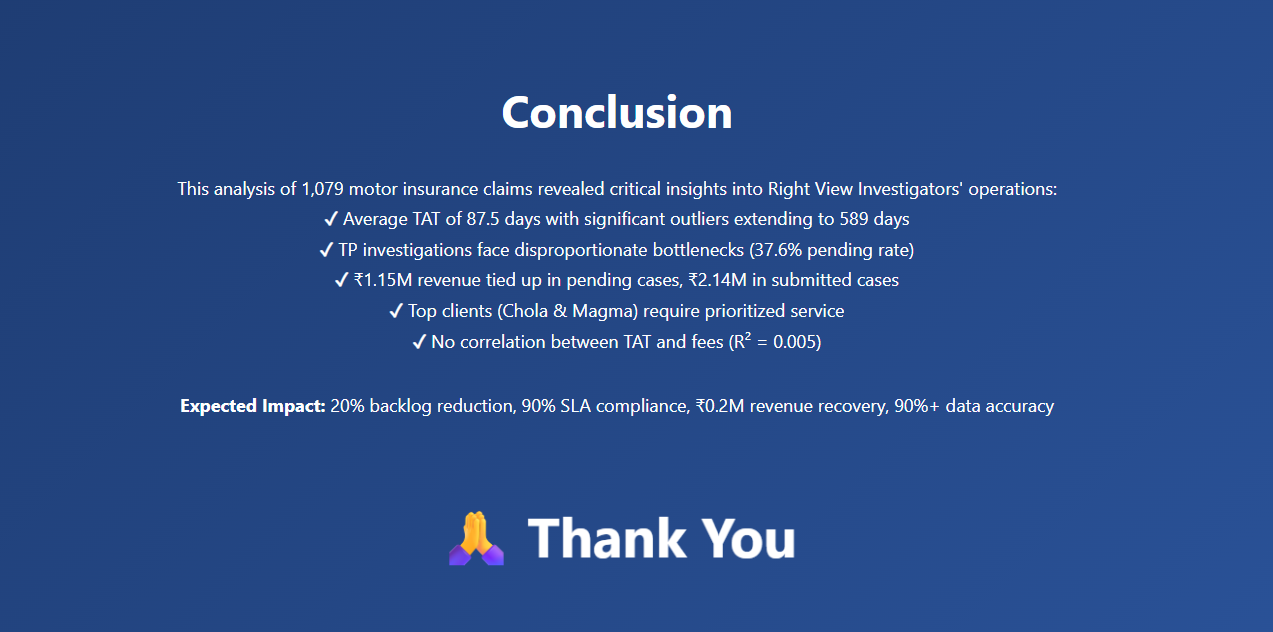 Conclusion
This analysis of 1,079 motor insurance claims revealed critical insights into Right View Investigators' operations:
✓ Average TAT of 87.5 days with significant outliers extending to 589 days
✓ TP investigations face disproportionate bottlenecks (37.6% pending rate)
✓ ₹1.15M revenue tied up in pending cases, ₹2.14M in submitted cases
✓ Top clients (Chola & Magma) require prioritized service
✓ No correlation between TAT and fees (R² = 0.005)
Expected Impact: 20% backlog reduction, 90% SLA compliance, ₹0.2M revenue recovery, 90%+ data accuracy
🙏 Thank You